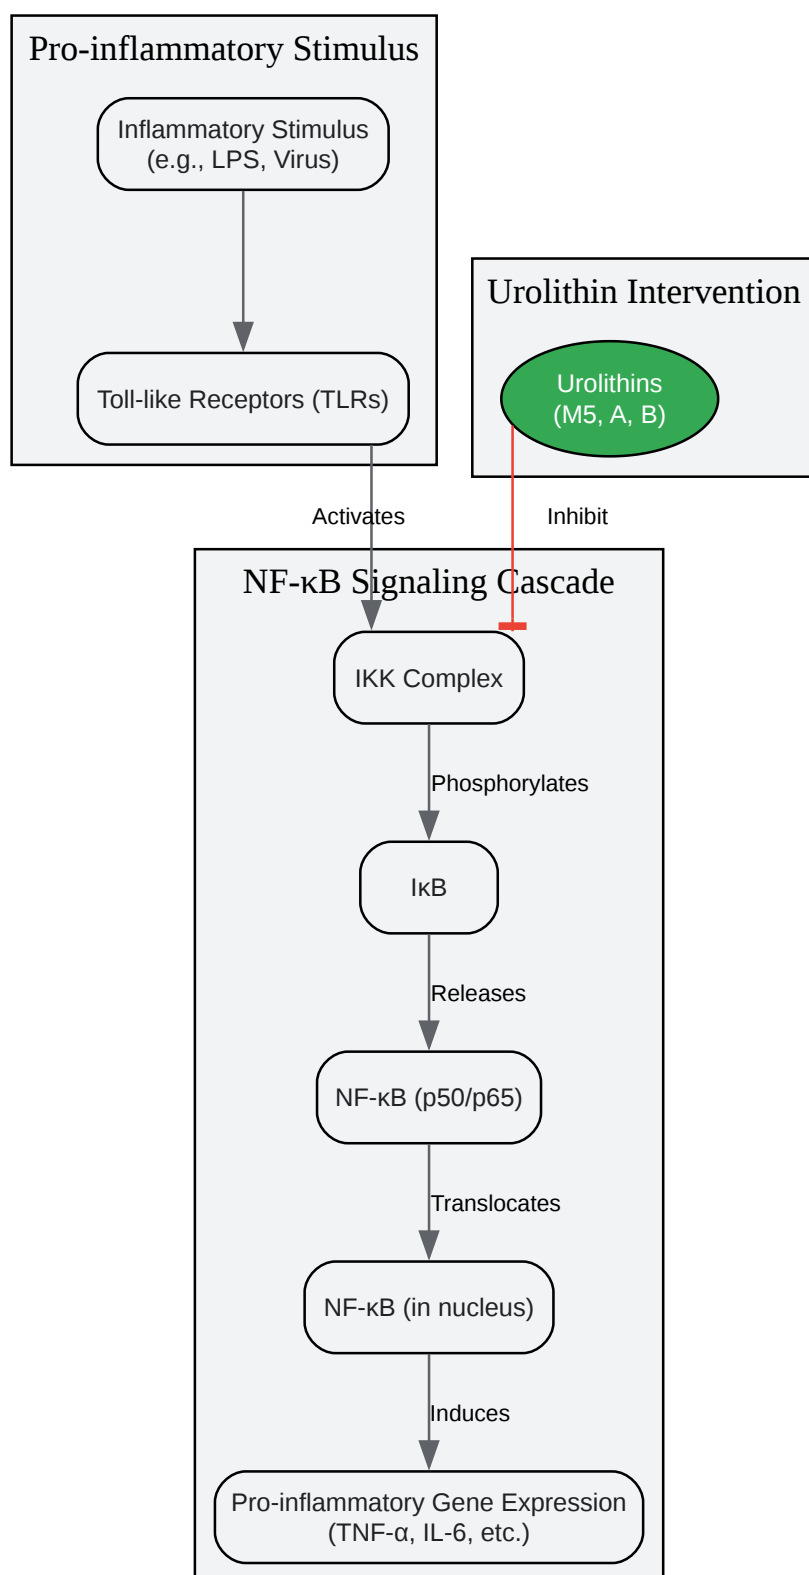 Pro-inflammatory Stimulus
Inflammatory Stimulus
(e.g., LPS, Virus)
Toll-like Receptors (TLRs)
Urolithin Intervention
Urolithins
(M5, A, B)
Activates
Inhibit
NF-κB Signaling Cascade
IKK Complex
Phosphorylates
IκB
Releases
NF-κB (p50/p65)
Translocates
NF-κB (in nucleus)
Induces
Pro-inflammatory Gene Expression
(TNF-α, IL-6, etc.)